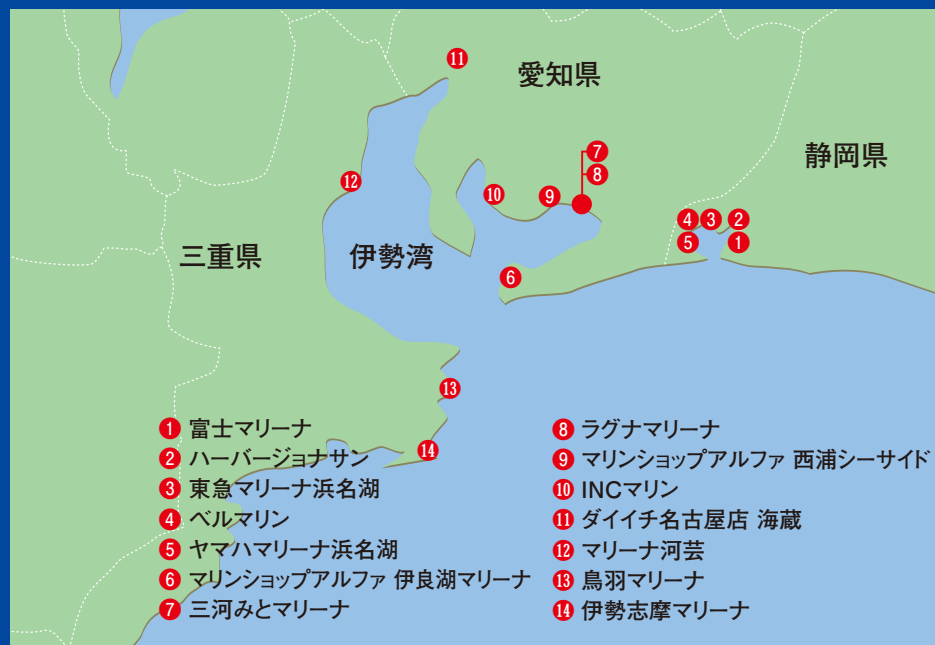 ⑪
愛知県
⑦
⑧
静岡県
⑫
⑩
⑨
④ ③ ②
⑤ ①
三重県
伊勢湾
⑥
⑬
⑭
① 富士マリーナ
② ハーバージョナサン
③ 東急マリーナ浜名湖
④ ベルマリン
⑤ ヤマハマリーナ浜名湖
⑥ マリンショップアルファ 伊良湖マリーナ
⑦ 三河みとマリーナ
⑧ ラグナマリーナ
⑨ マリンショップアルファ 西浦シーサイド
⑩ INCマリン
⑪ ダイイチ名古屋店 海蔵
⑫ マリーナ河芸
⑬ 鳥羽マリーナ
⑭ 伊勢志摩マリーナ